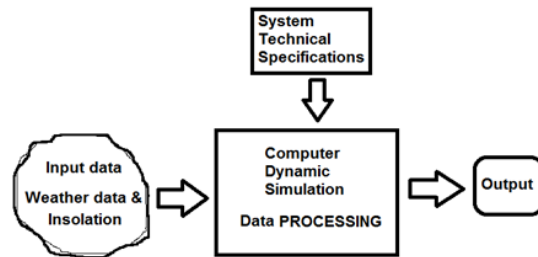 System
Technical
Specifications
Input data
Weather data &
Insolation
Computer
Dynamic
Simulation
Data PROCESSING
Output